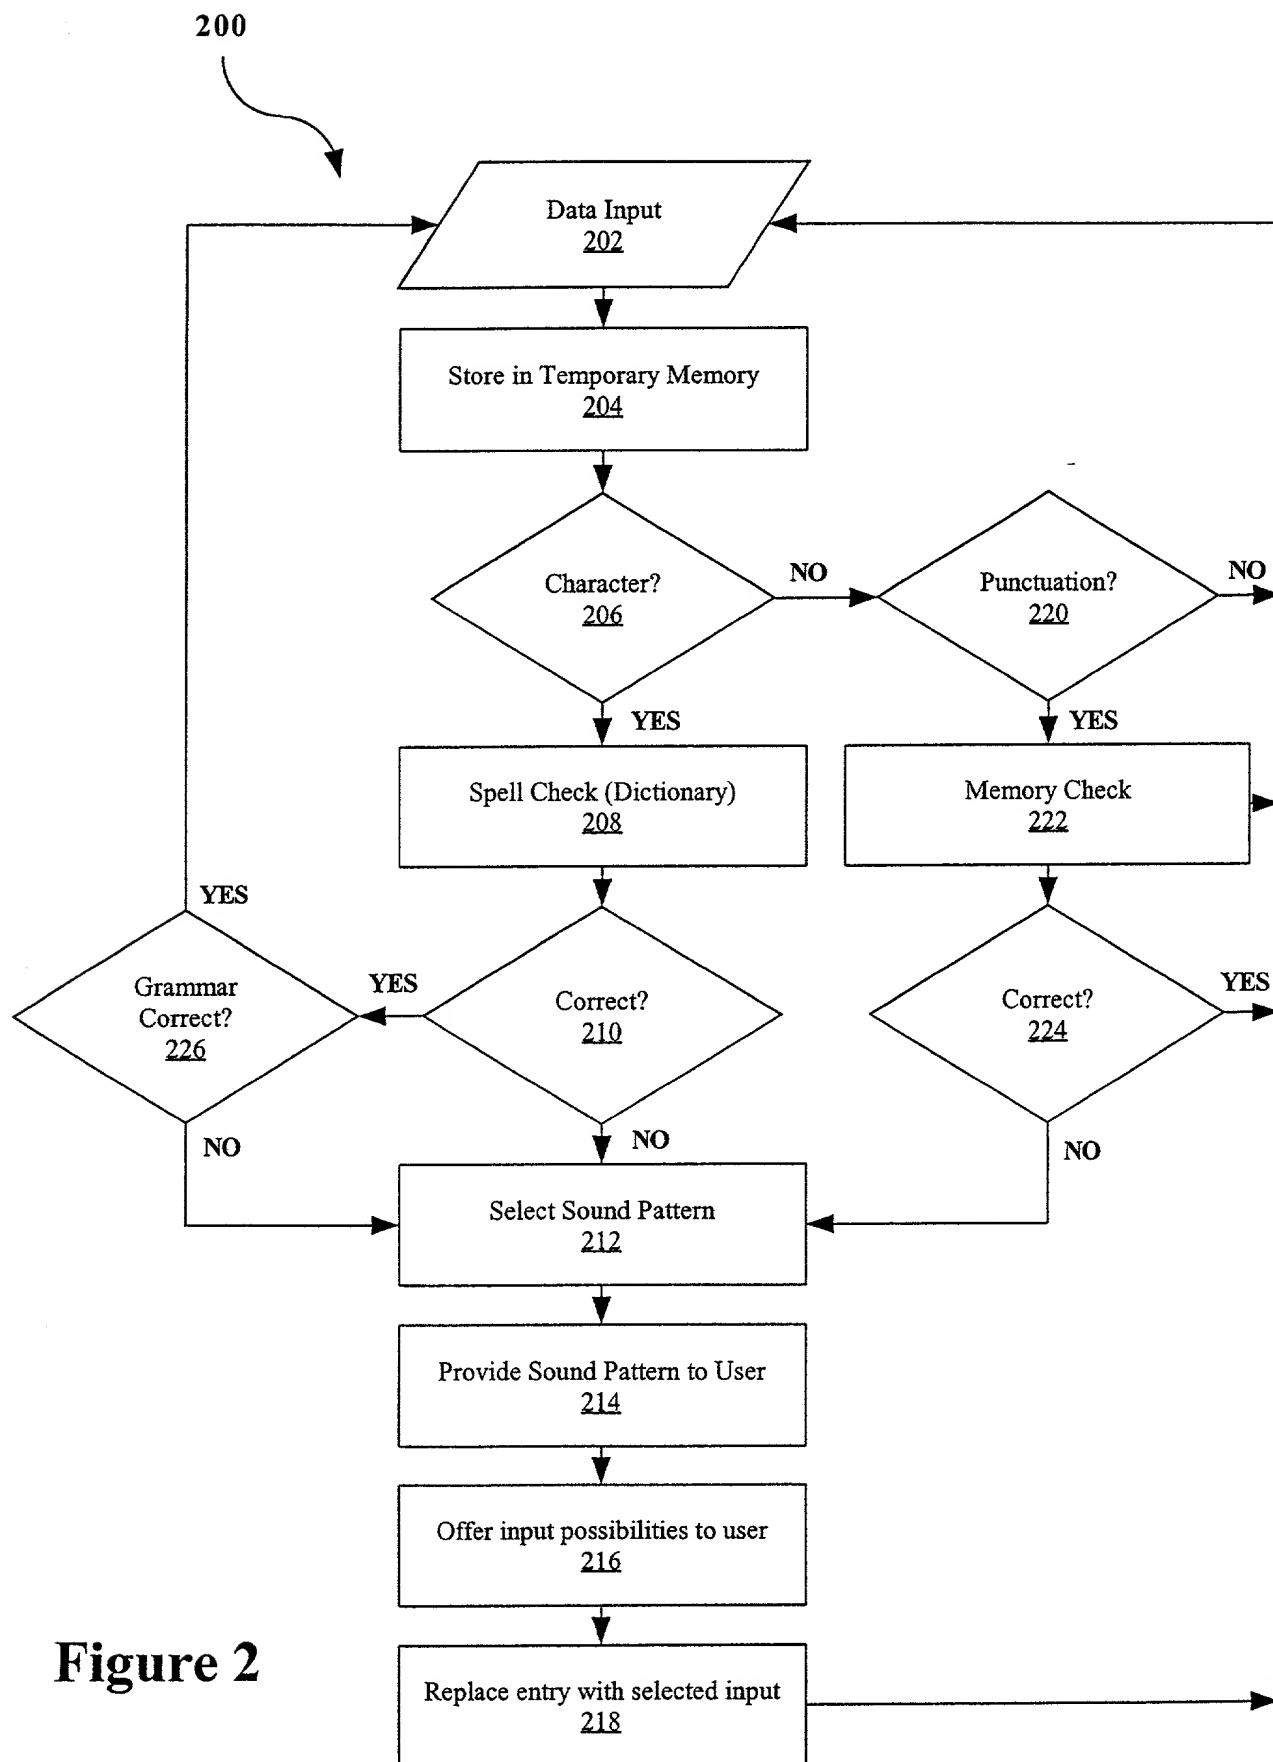 200
Data Input
202
Store in Temporary Memory
204
Character?
206
NO
Punctuation?
220
NO
YES
YES
Spell Check (Dictionary)
208
Memory Check
222
YES
Grammar
Correct?
226
YES
Correct?
210
Correct?
224
YES
NO
NO
NO
Select Sound Pattern
212
Provide Sound Pattern to User
214
Offer input possibilities to user
216
Figure 2
Replace entry with selected input
218